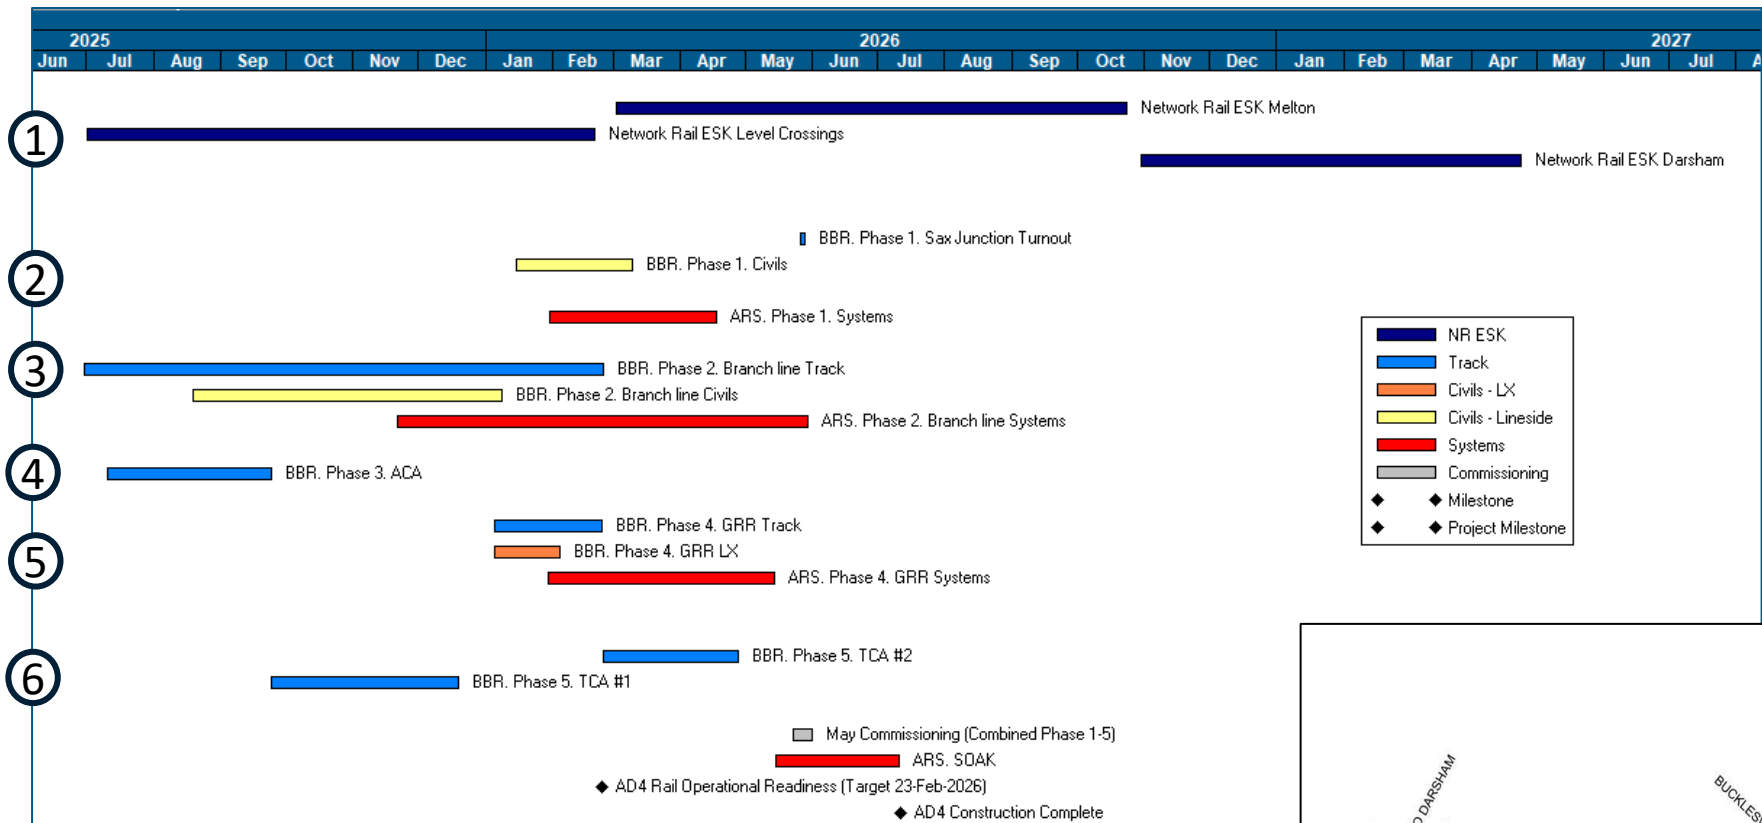 2025 2026 2027
Jun Jul Aug Sep Oct Nov Dec Jan Feb Mar Apr May Jun Jul Aug Sep Oct Nov Dec Jan Feb Mar Apr May Jun Jul A
Network Rail ESK Melton
1
Network Rail ESK Level Crossings
Network Rail ESK Darsham
BBR. Phase 1. Sax Junction Turnout
2
BBR. Phase 1. Civils
ARS. Phase 1. Systems
3
BBR. Phase 2. Branch line Track
BBR. Phase 2. Branch line Civils
ARS. Phase 2. Branch line Systems
4
BBR. Phase 3. ACA
BBR. Phase 4. GRR Track
5
BBR. Phase 4. GRR LX
ARS. Phase 4. GRR Systems
BBR. Phase 5. TCA #2
6
BBR. Phase 5. TCA #1
May Commissioning (Combined Phase 1-5)
ARS. SOAK
AD4 Rail Operational Readiness (Target 23-Feb-2026)
AD4 Construction Complete
NR ESK
Track
Civils - LX
Civils - Lineside
Systems
Commissioning
Milestone
Project Milestone
DARSHAM
BUCKLES